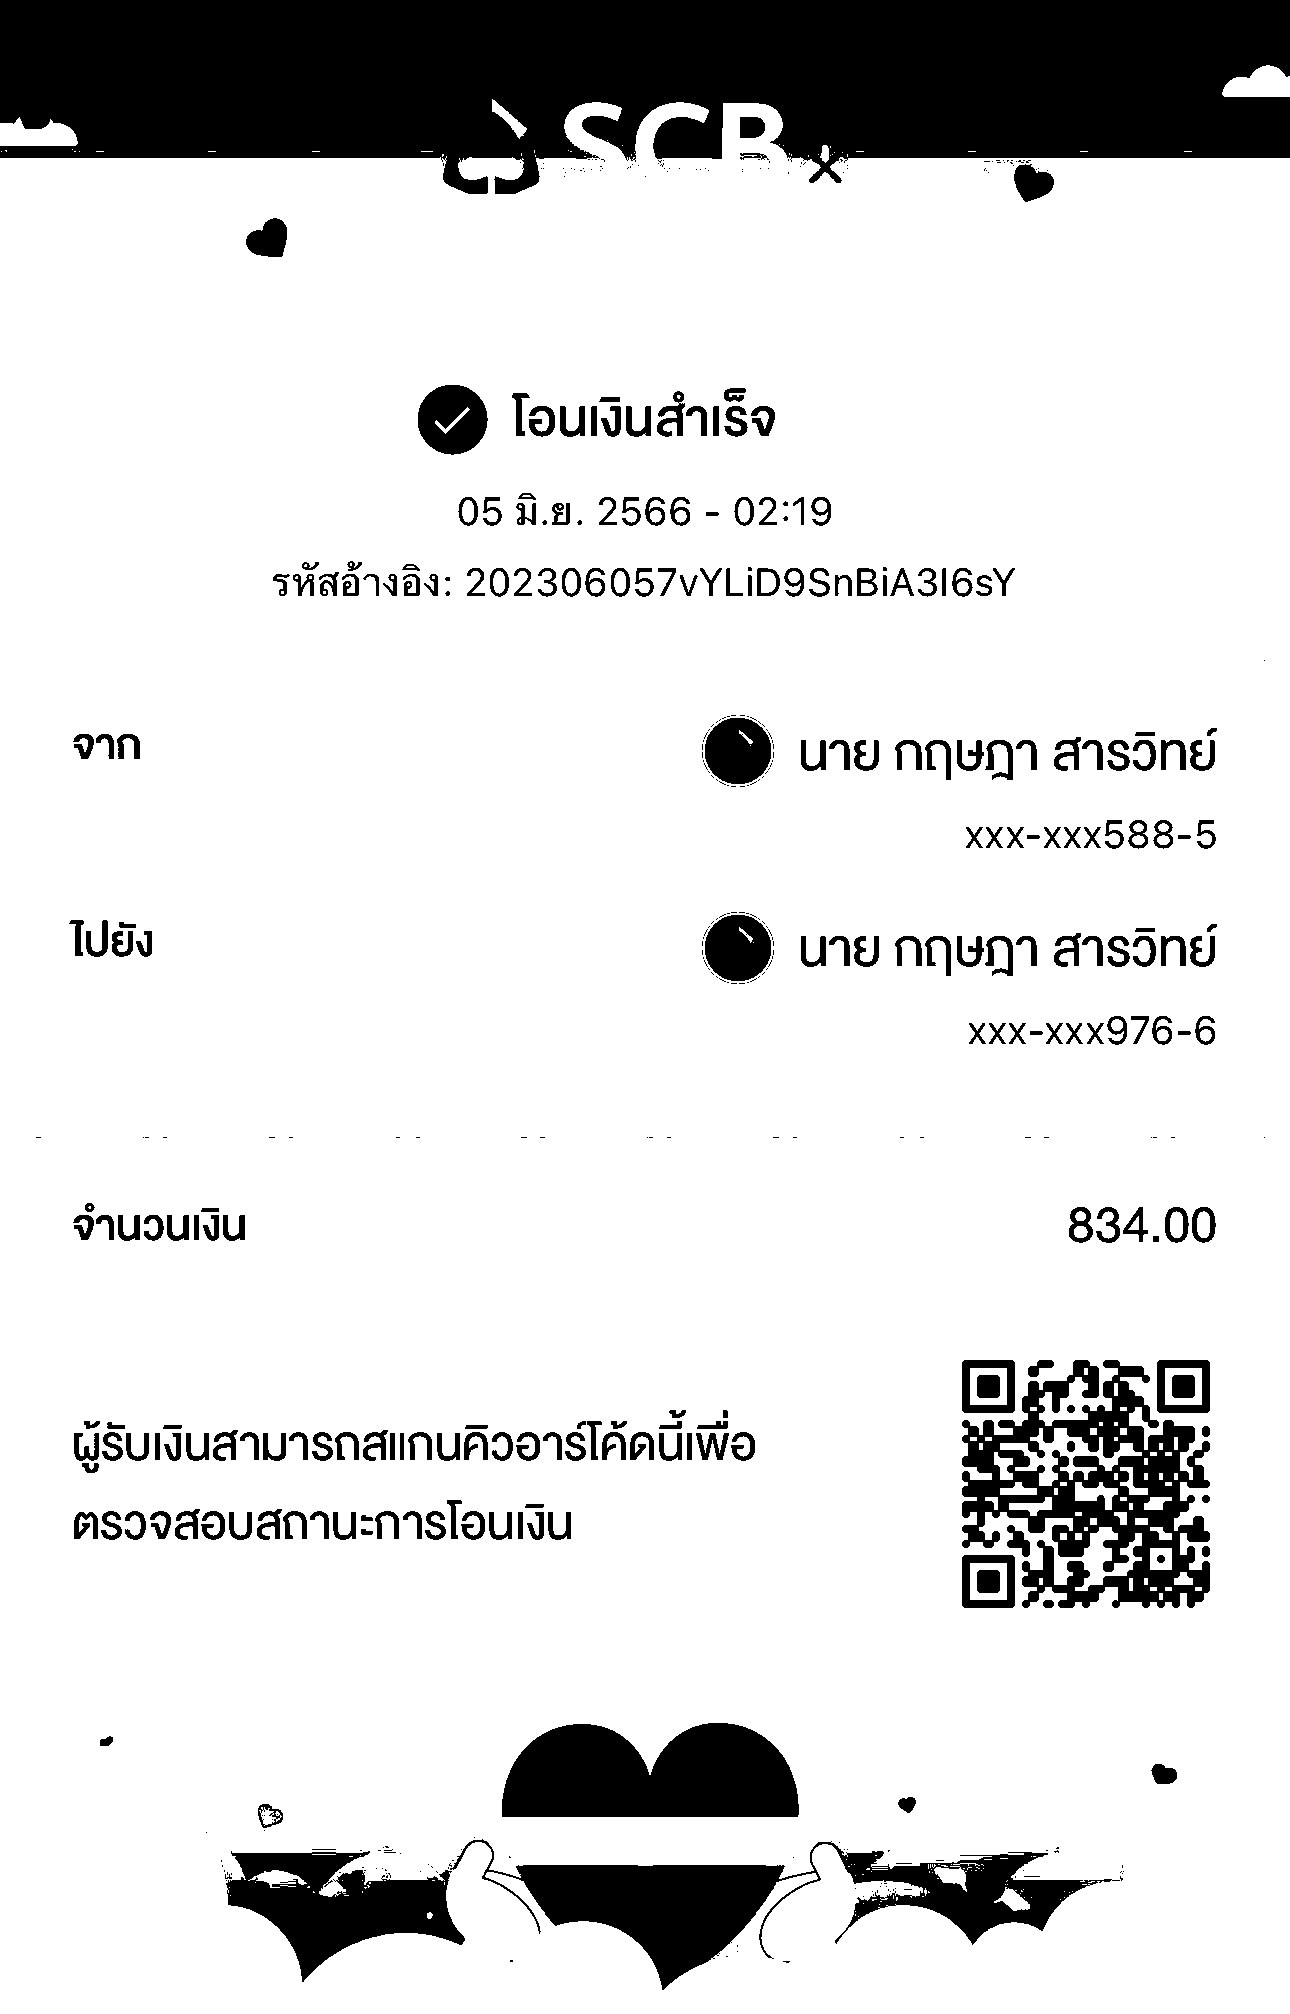 SCB
โอนเงินสำเร็จ
05 มิ.ย. 2566 - 02:19
รหัสอ้างอิง: 202306057vYLiD9SnBiA3I6sY
จาก
นาย กฤษฎา สารวิทย์
xxx-xxx588-5
ไปยัง
นาย กฤษฎา สารวิทย์
xxx-xxx976-6
จำนวนเงิน
834.00
ผู้รับเงินสามารถสแกนคิวอาร์โค้ดนี้เพื่อ
ตรวจสอบสถานะการโอนเงิน